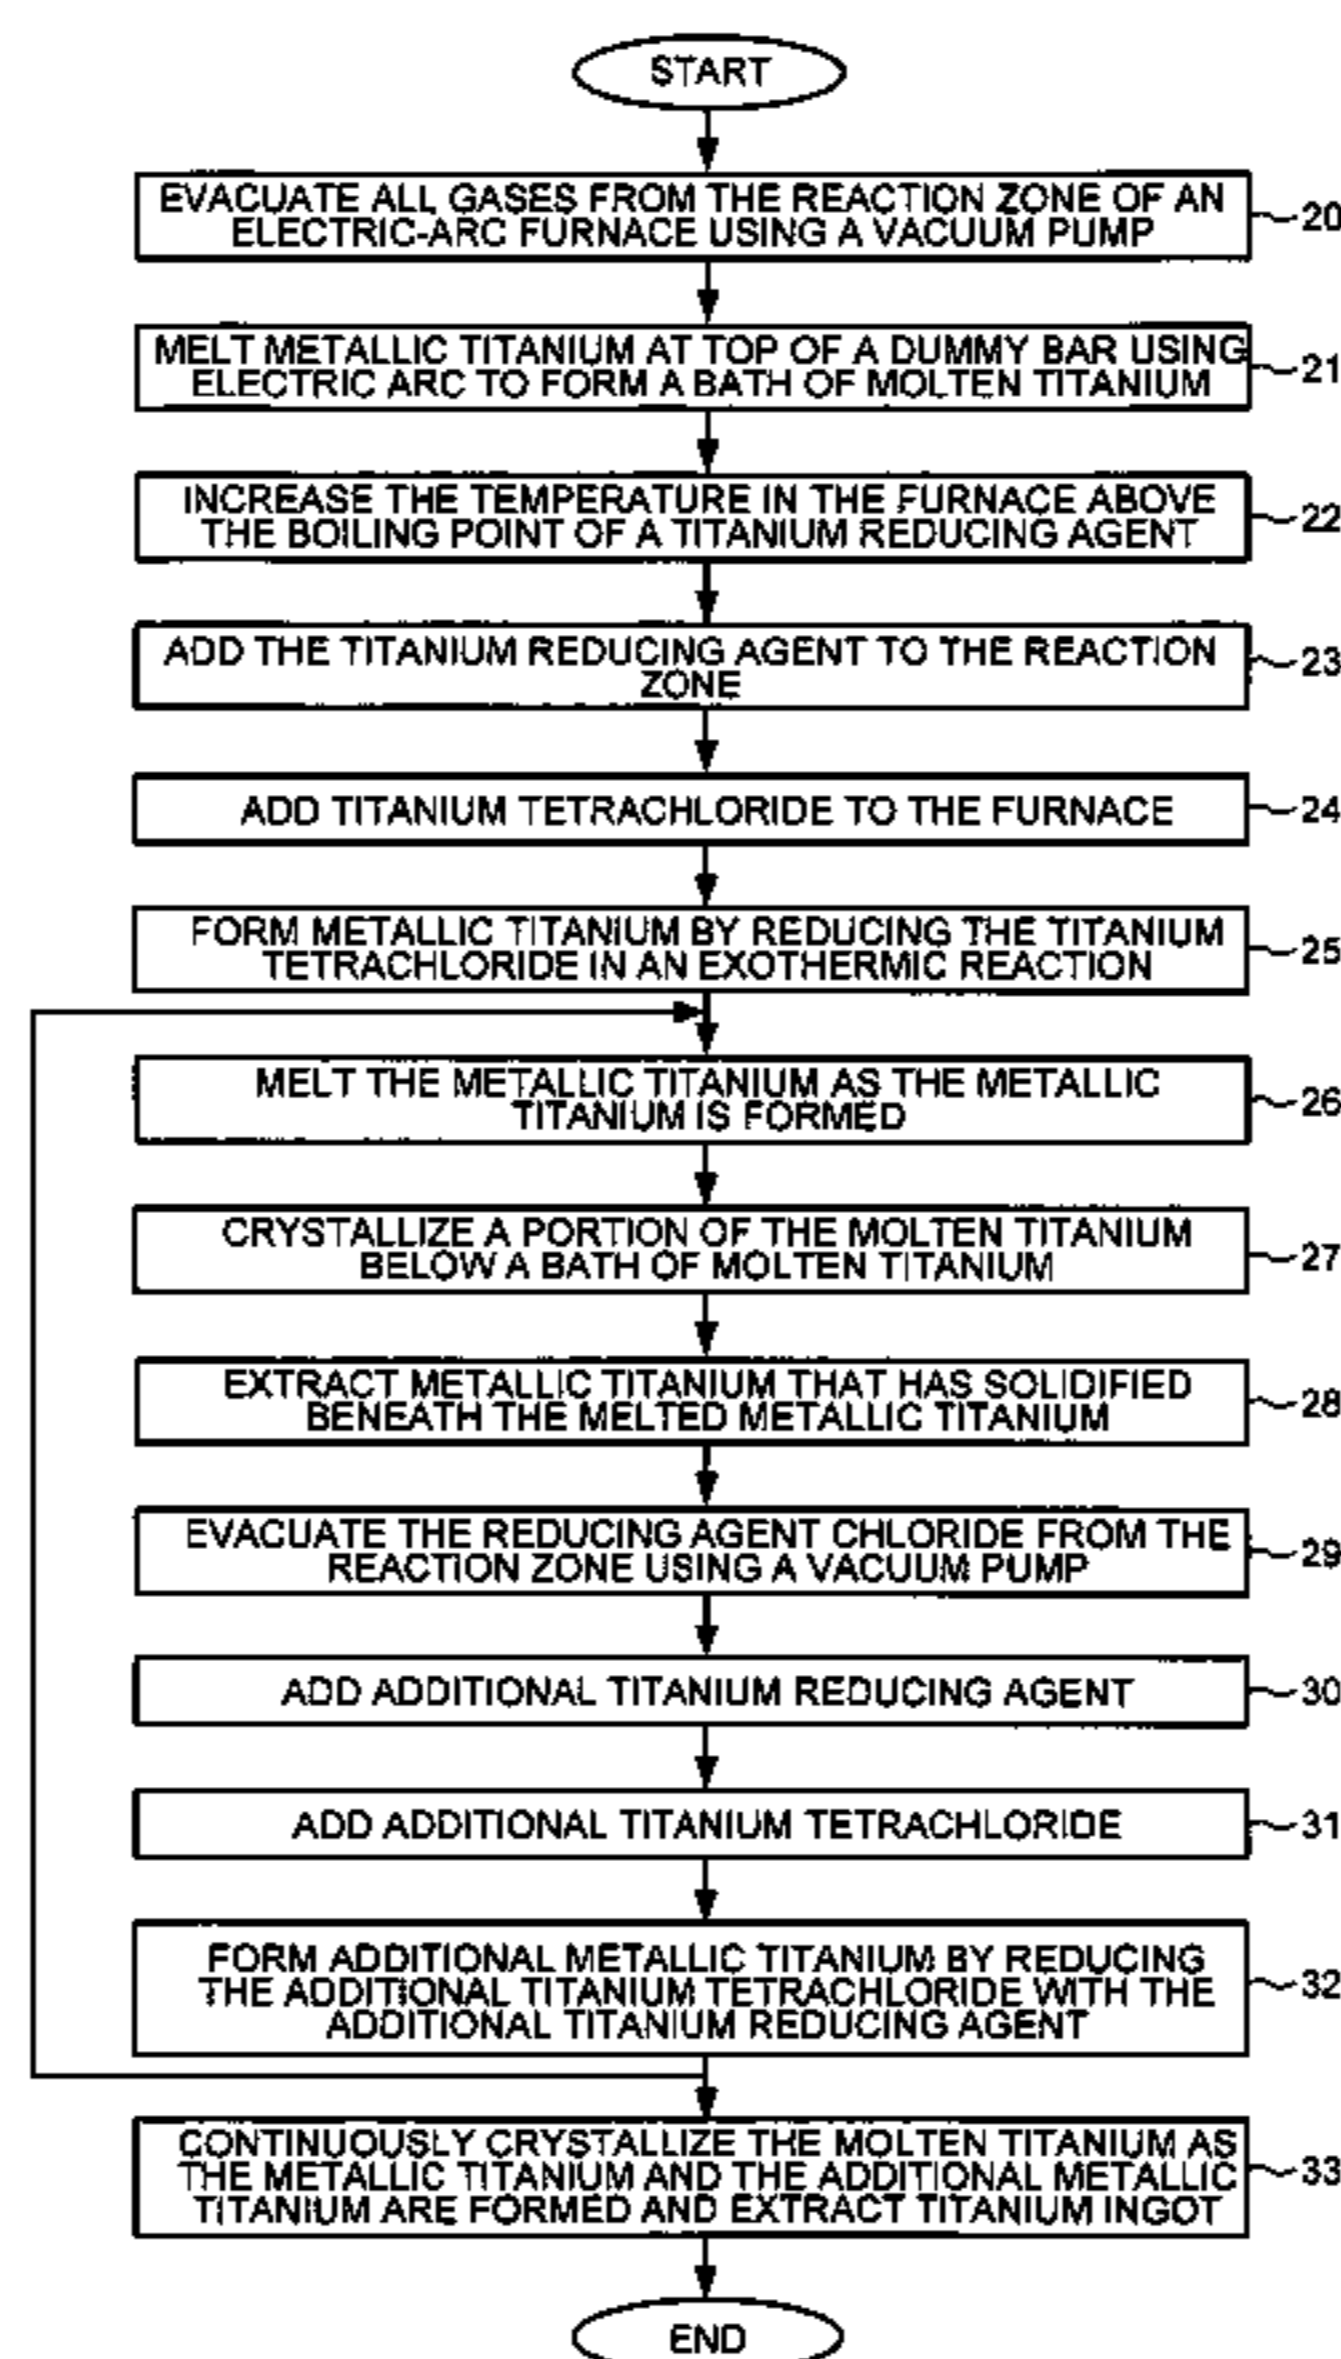 START
EVACUATE ALL GASES FROM THE REACTION ZONE OF AN
ELECTRIC-ARC FURNACE USING A VACUUM PUMP
20
MELT METALLIC TITANIUM AT TOP OF A DUMMY BAR USING
ELECTRIC ARC TO FORM A BATH OF MOLTEN TITANIUM
21
INCREASE THE TEMPERATURE IN THE FURNACE ABOVE
THE BOILING POINT OF A TITANIUM REDUCING AGENT
22
ADD THE TITANIUM REDUCING AGENT TO THE REACTION
ZONE
23
ADD TITANIUM TETRACHLORIDE TO THE FURNACE
24
FORM METALLIC TITANIUM BY REDUCING THE TITANIUM
TETRACHLORIDE IN AN EXOTHERMIC REACTION
25
MELT THE METALLIC TITANIUM AS THE METALLIC
TITANIUM IS FORMED
26
CRYSTALLIZE A PORTION OF THE MOLTEN TITANIUM
BELOW A BATH OF MOLTEN TITANIUM
27
EXTRACT METALLIC TITANIUM THAT HAS SOLIDIFIED
BENEATH THE MELTED METALLIC TITANIUM
28
EVACUATE THE REDUCING AGENT CHLORIDE FROM THE
REACTION ZONE USING A VACUUM PUMP
29
ADD ADDITIONAL TITANIUM REDUCING AGENT
30
ADD ADDITIONAL TITANIUM TETRACHLORIDE
31
FORM ADDITIONAL METALLIC TITANIUM BY REDUCING
THE ADDITIONAL TITANIUM TETRACHLORIDE WITH THE
ADDITIONAL TITANIUM REDUCING AGENT
32
CONTINUOUSLY CRYSTALLIZE THE MOLTEN TITANIUM AS
THE METALLIC TITANIUM AND THE ADDITIONAL METALLIC
TITANIUM ARE FORMED AND EXTRACT TITANIUM INGOT
33
END